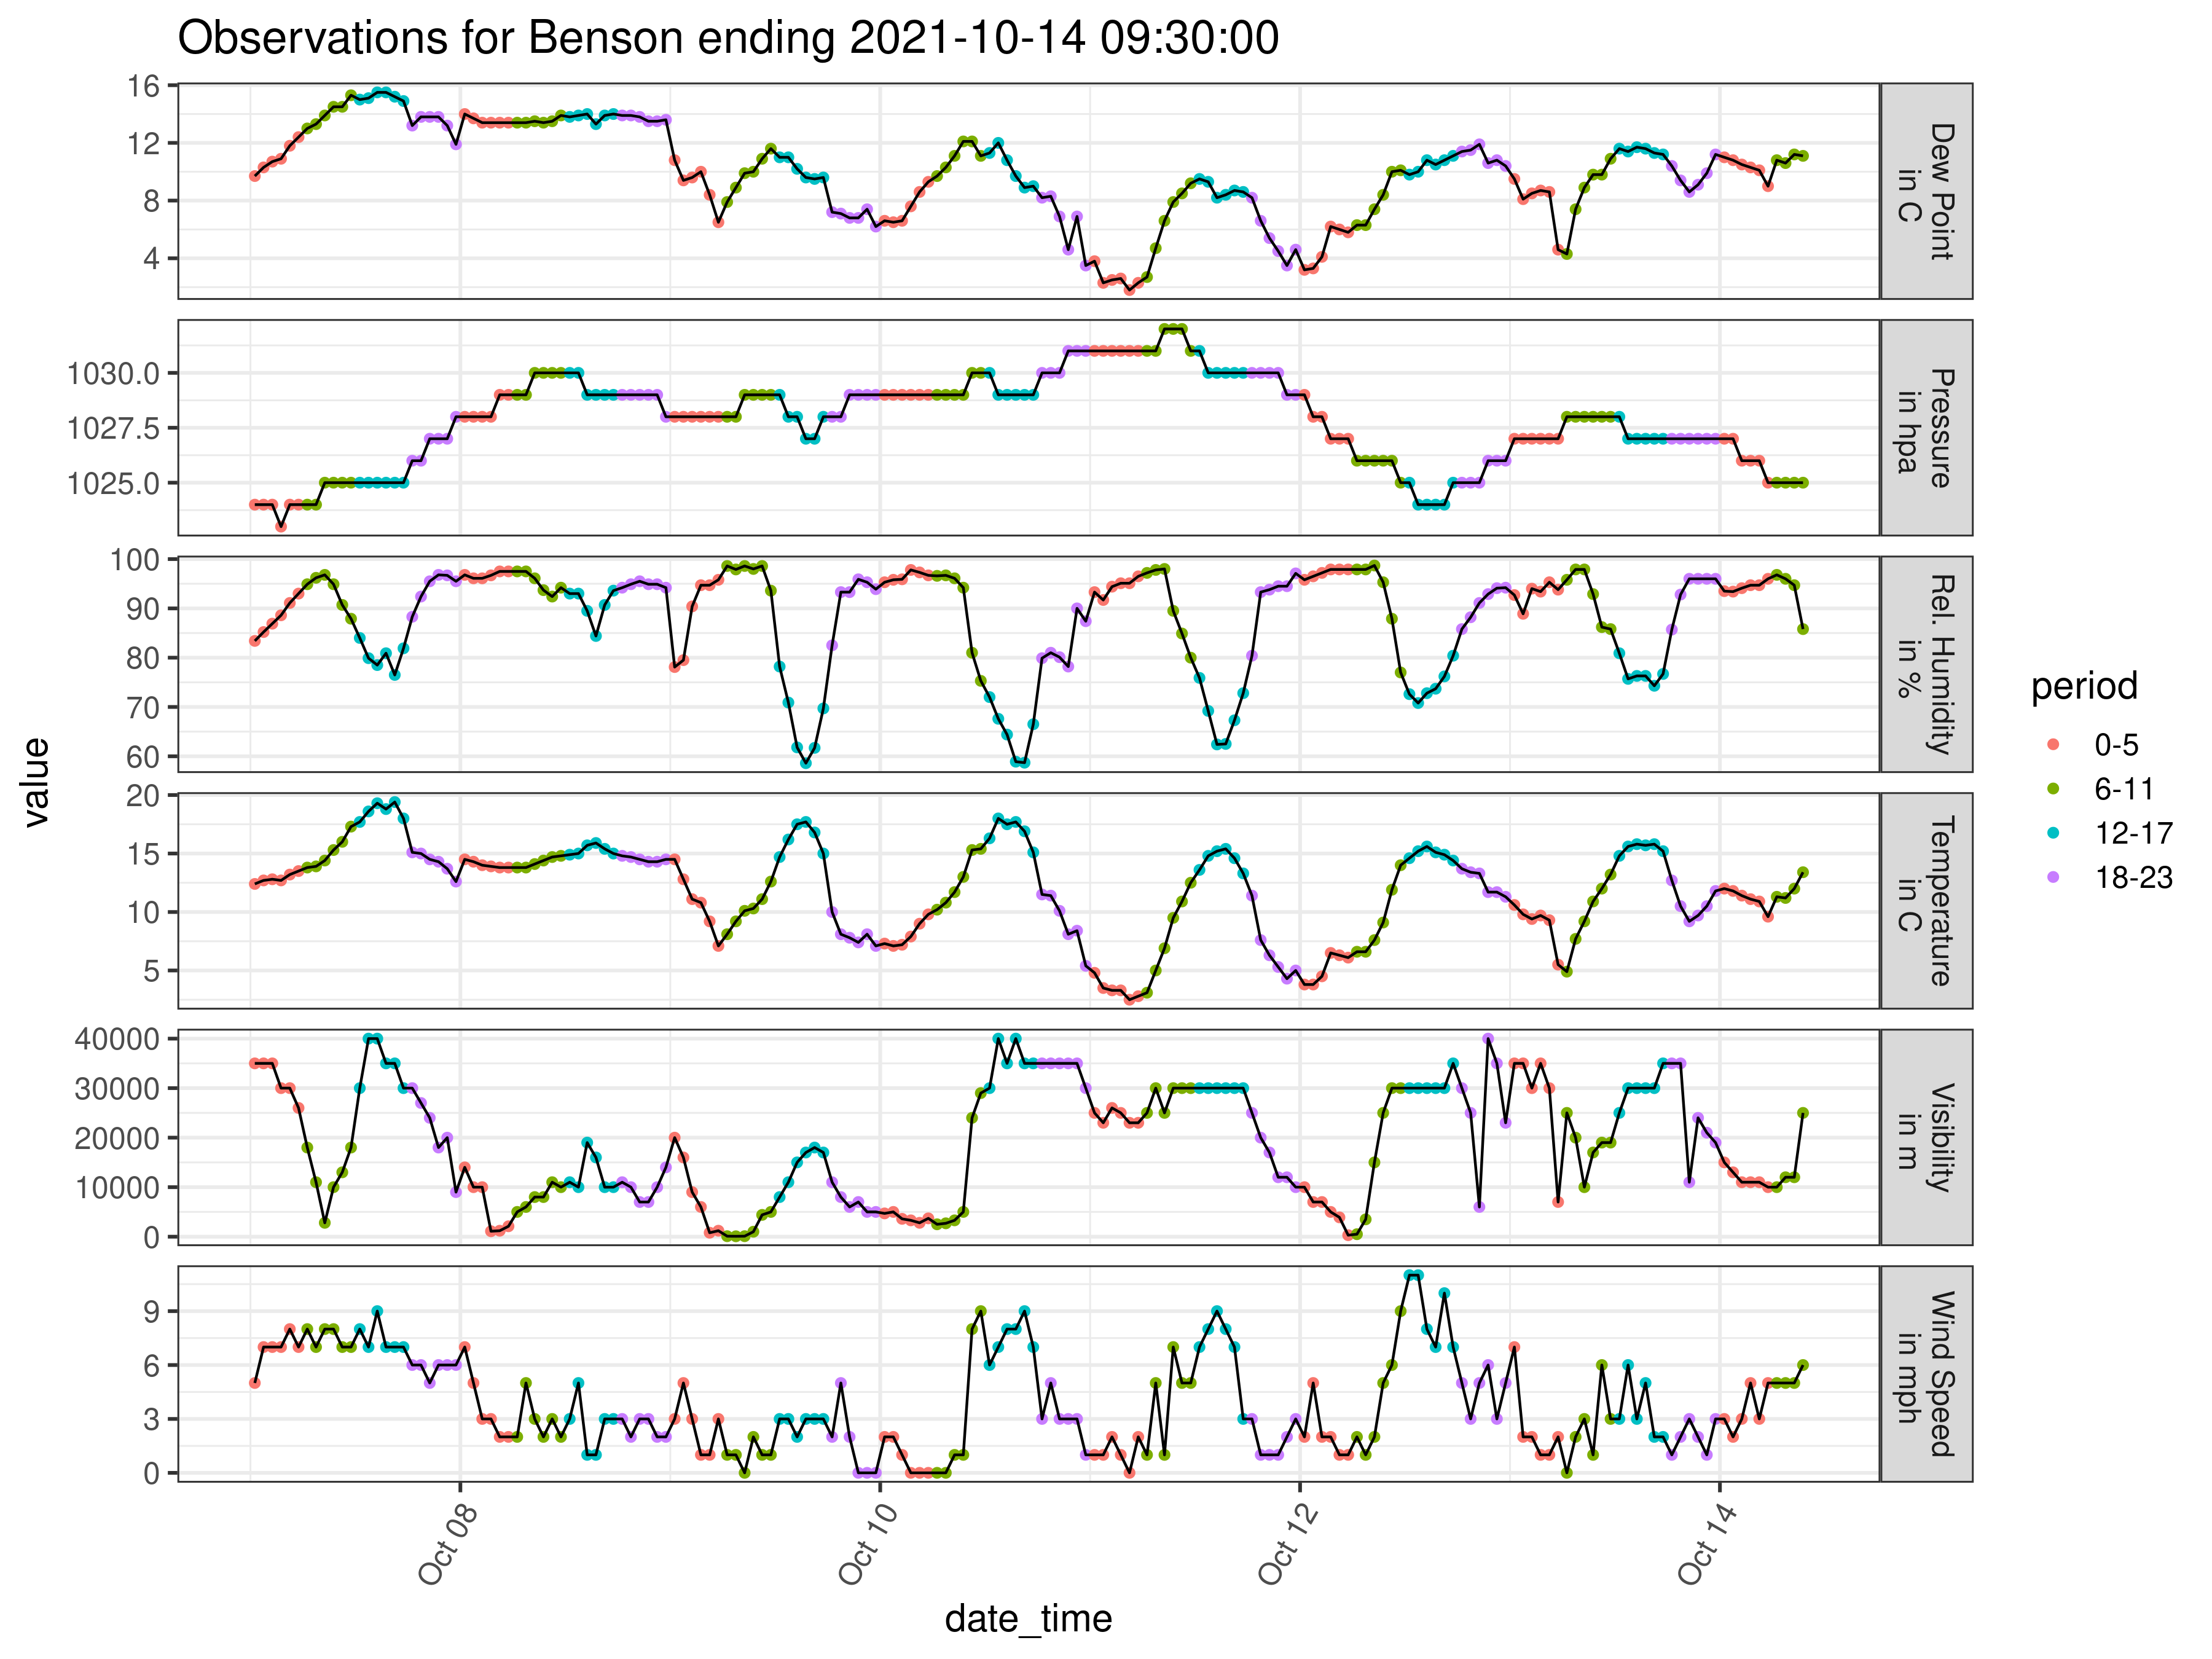 Observations for Benson ending 2021-10-14 09:30:00
value
16
12
8
4
Dew Point
in C
1030.0
1027.5
1025.0
Pressure
in hpa
100
90
80
70
60
Rel. Humidity
in %
20
15
10
5
Temperature
in C
40000
30000
20000
10000
0
Visibility
in m
9
6
3
0
Wind Speed
in mph
Oct 08
Oct 10
Oct 12
Oct 14
date_time
period
0-5
6-11
12-17
18-23